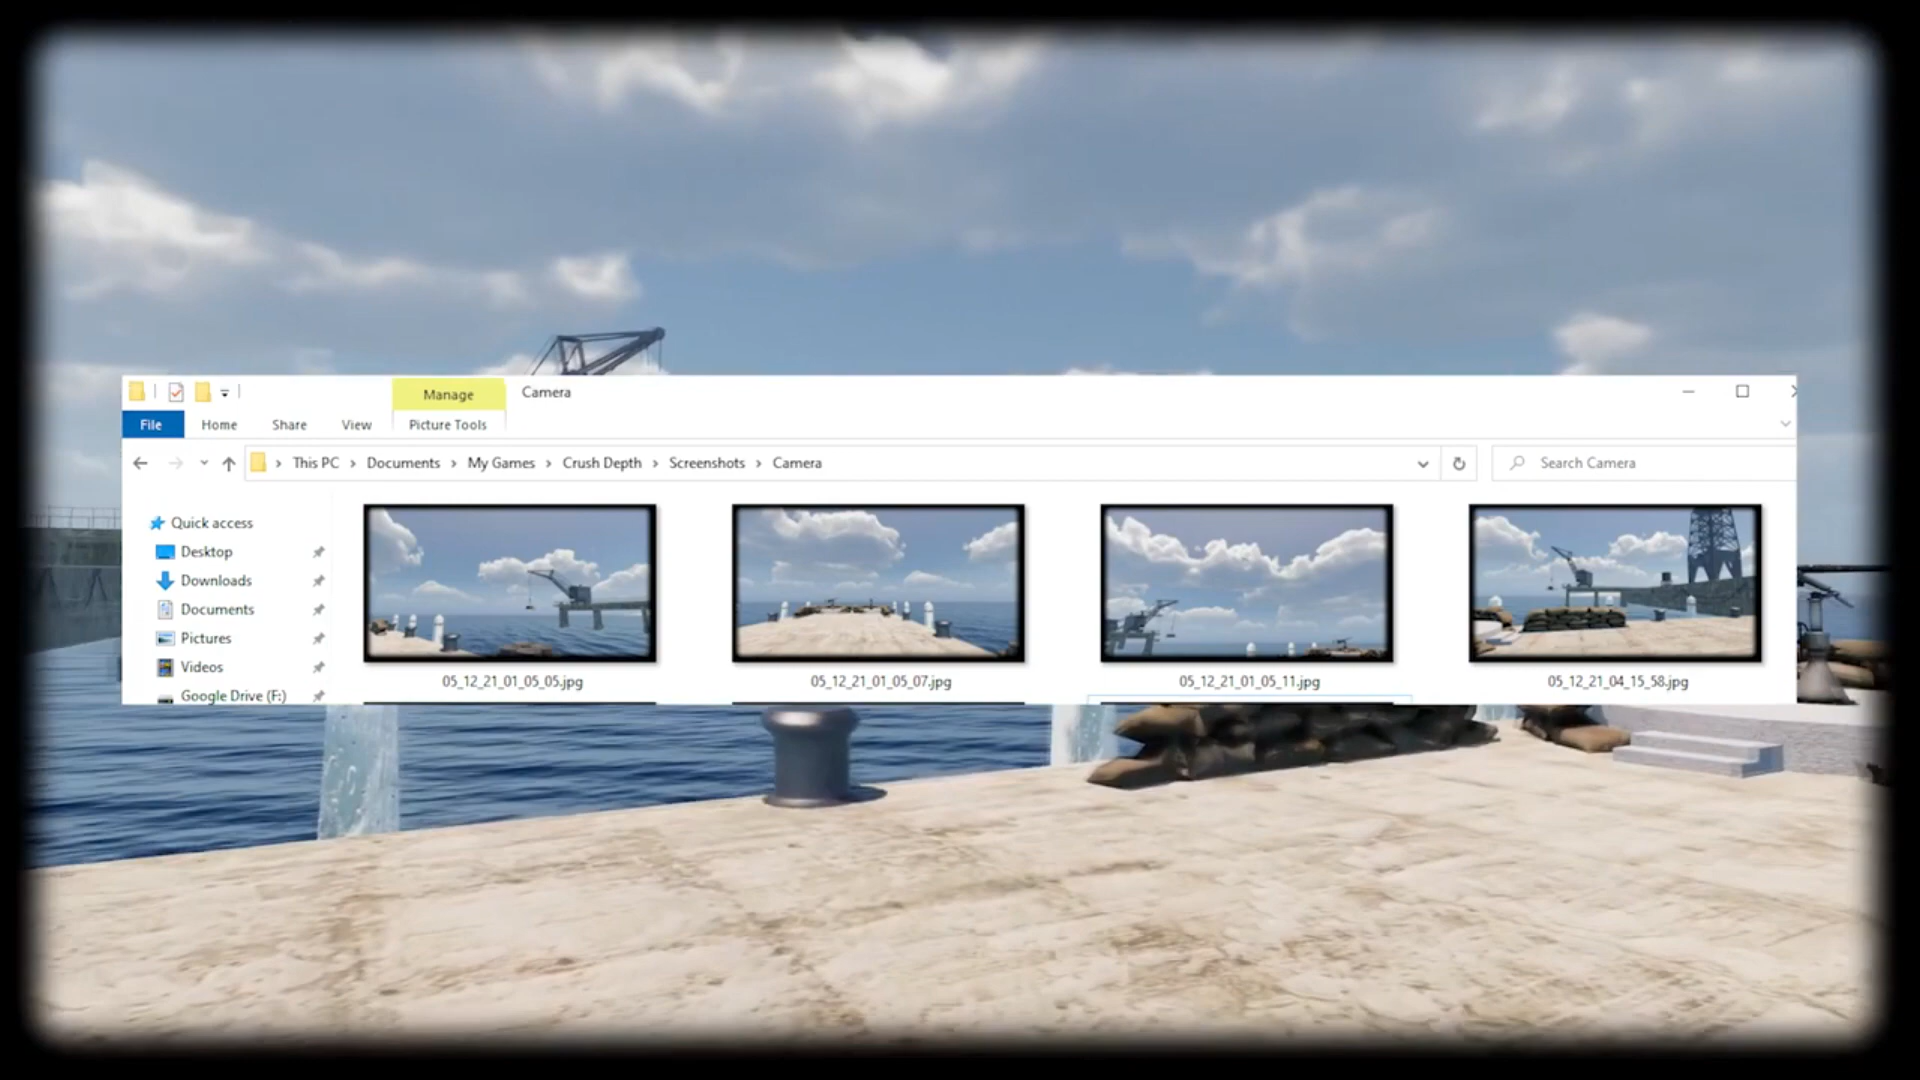 Manage
Camera
File
Home
Share
View
Picture Tools
This PC > Documents > My Games > Crush Depth > Screenshots > Camera
Search Camera
Quick access
Desktop
Downloads
Documents
Pictures
Videos
Google Drive (F:)
05_12_21_01_05_05.jpg
05_12_21_01_05_07.jpg
05_12_21_01_05_11.jpg
05_12_21_04_15_58.jpg